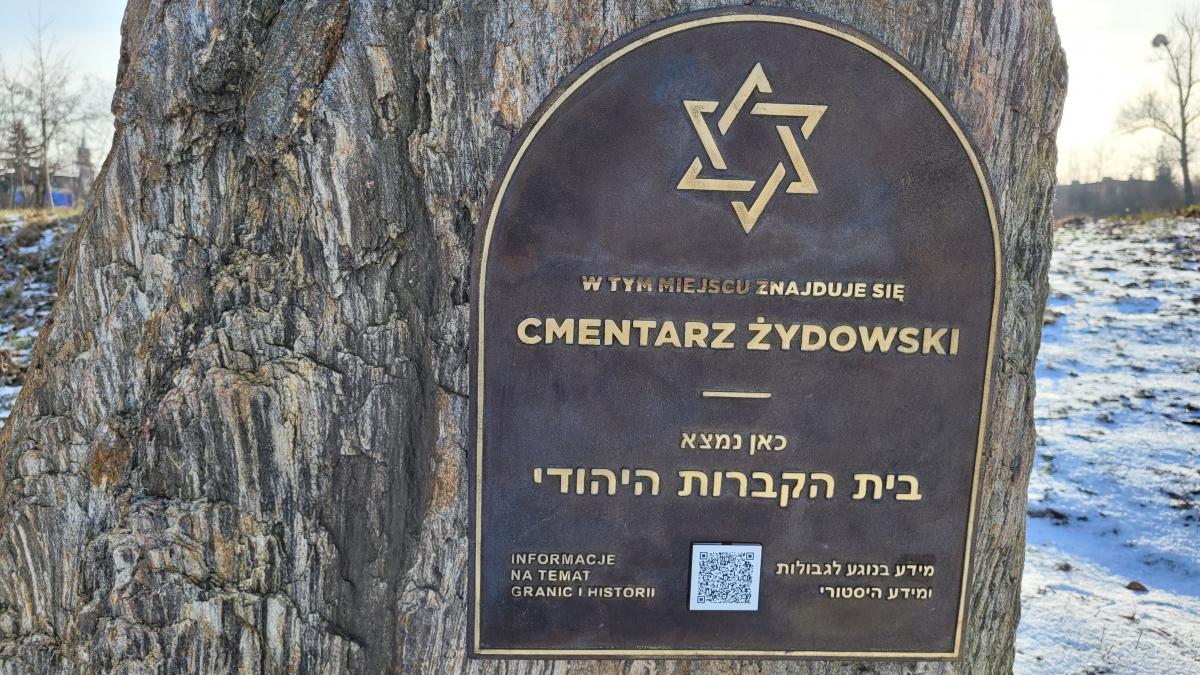 W TYM MIEJSCU ZNAJDUJE SIĘ
CMENTARZ ŻYDOWSKI
כאן נמצא
בית הקברות היהודי
INFORMACJE
NA TEMAT
GRANIC I HISTORII
מידע בנוגע לגבולות
ומידע היסטורי